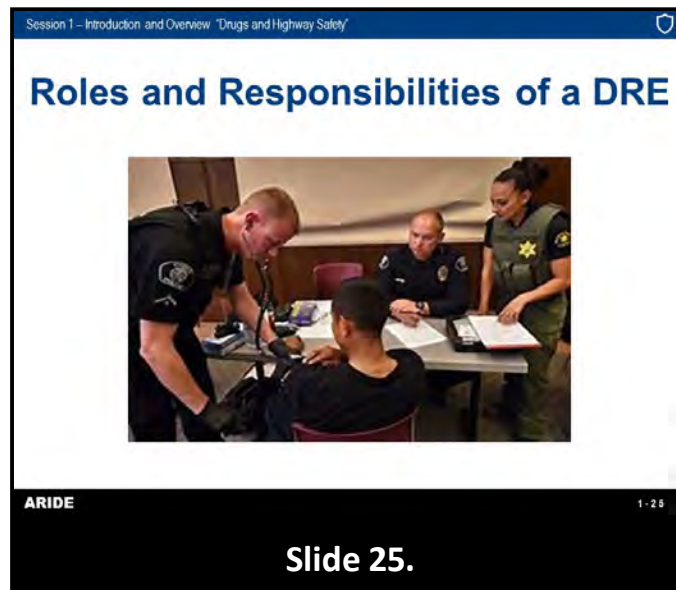 Session 1 – Introduction and Overview "Drugs and Highway Safety"
Roles and Responsibilities of a DRE
ARIDE
1-25
Slide 25.